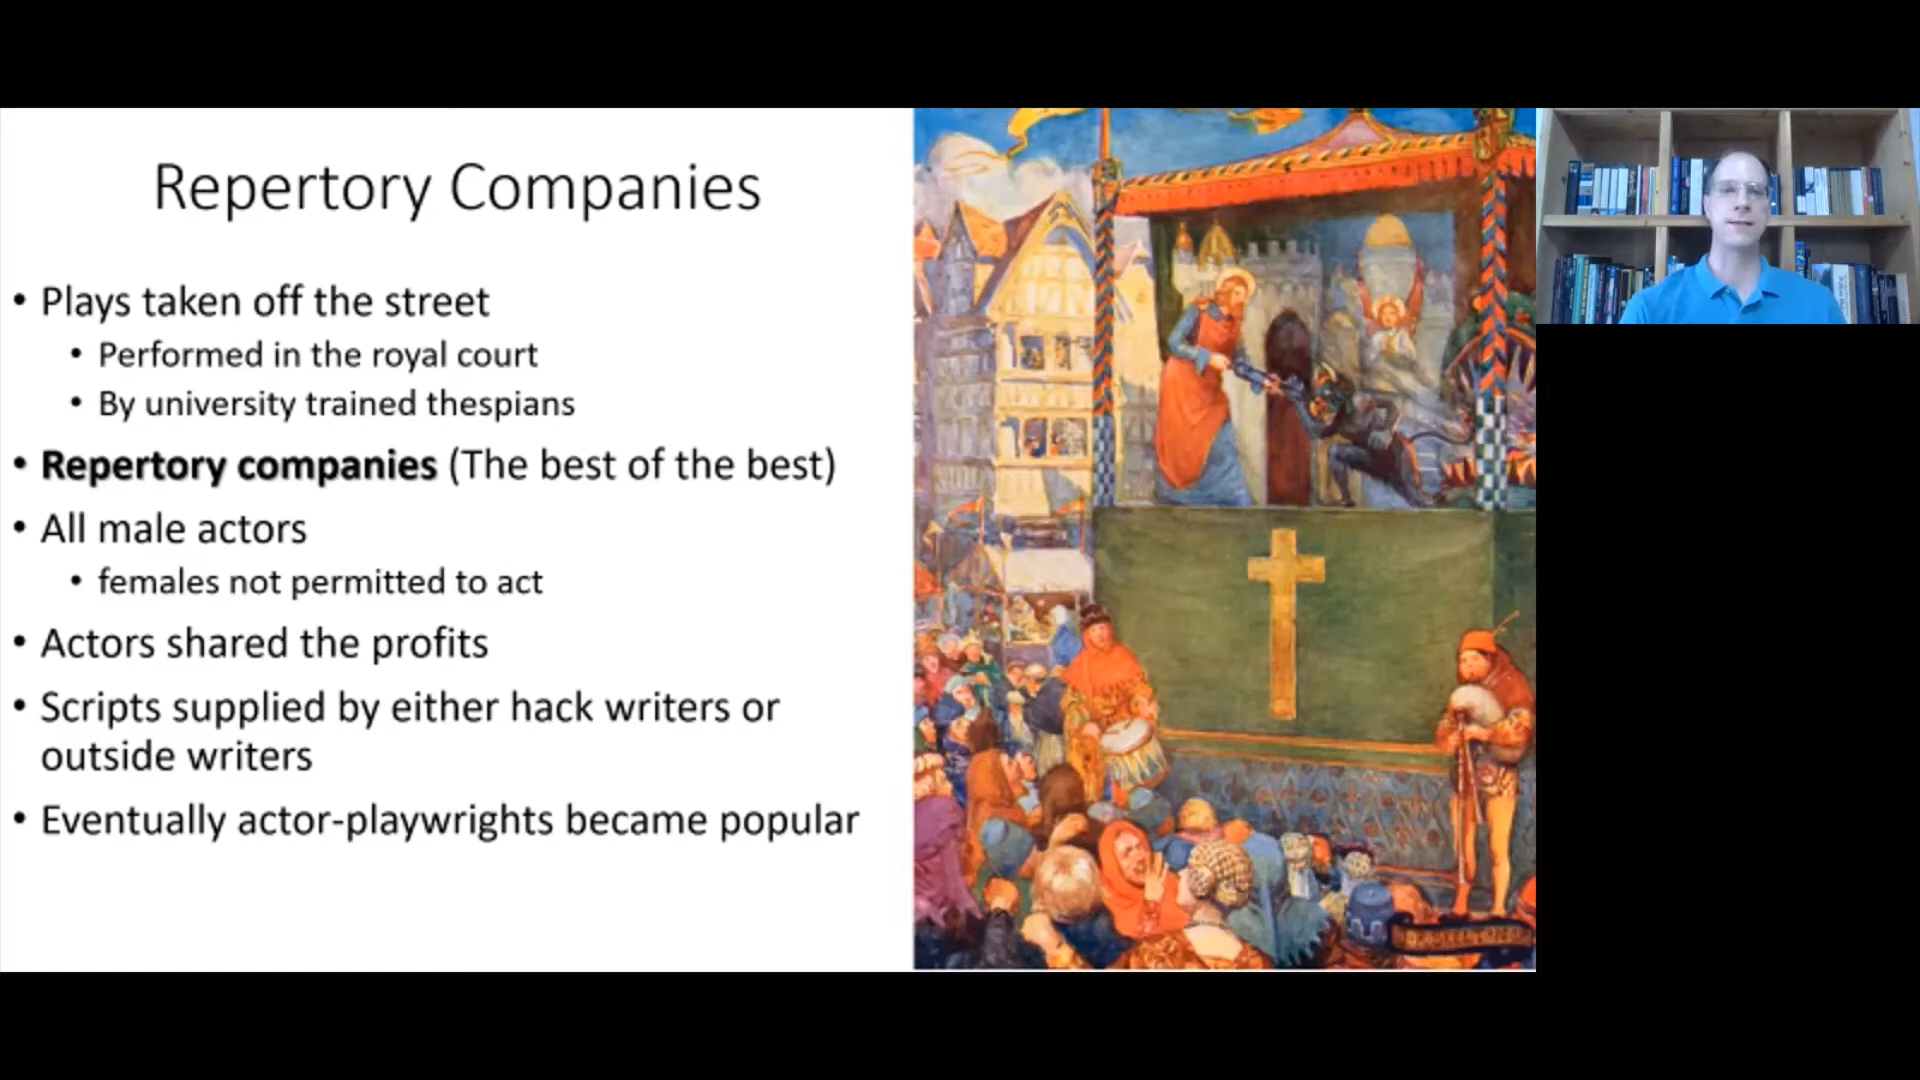 Repertory Companies
• Plays taken off the street
• Performed in the royal court
• By university trained thespians
• Repertory companies (The best of the best)
• All male actors
• females not permitted to act
• Actors shared the profits
• Scripts supplied by either hack writers or
outside writers
• Eventually actor-playwrights became popular